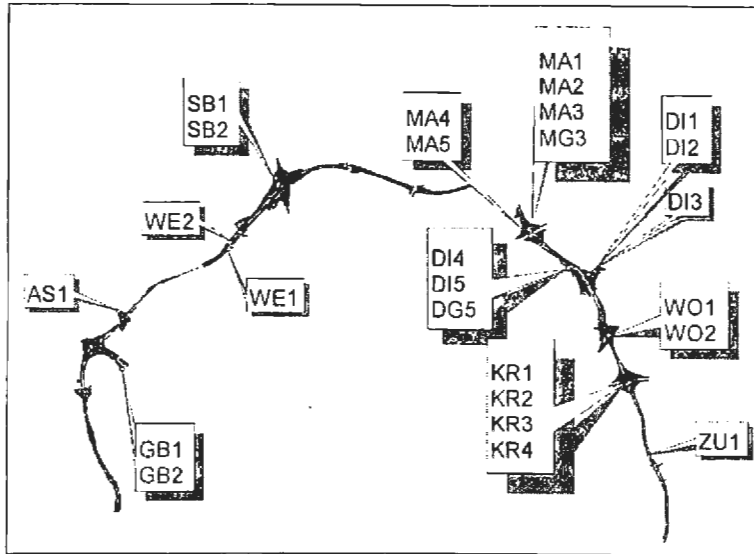 SB1
SB2
MA4
MA5
MA1
MA2
MA3
MG3
DI1
DI2
DI3
WE2
WE1
AS1
DI4
DI5
DG5
WO1
WO2
KR1
KR2
KR3
KR4
GB1
GB2
ZU1